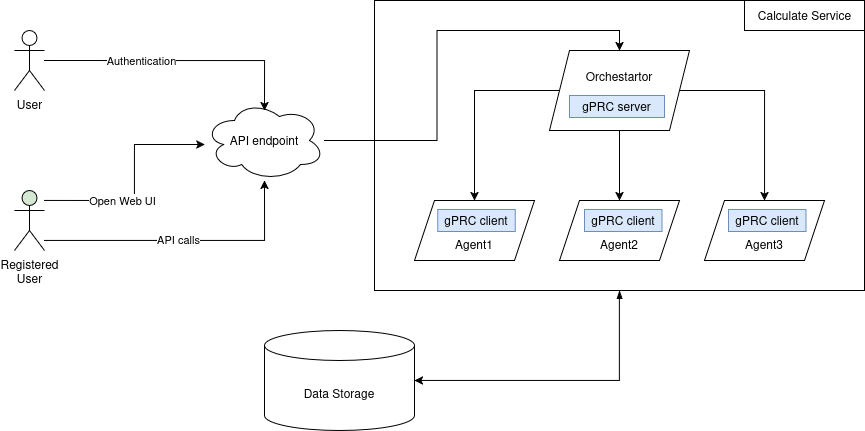 Calculate Service
Authentication
User
Orchestartor
gPRC server
API endpoint
Open Web UI
API calls
Registered
User
gPRC client
Agent1
gPRC client
Agent2
gPRC client
Agent3
Data Storage